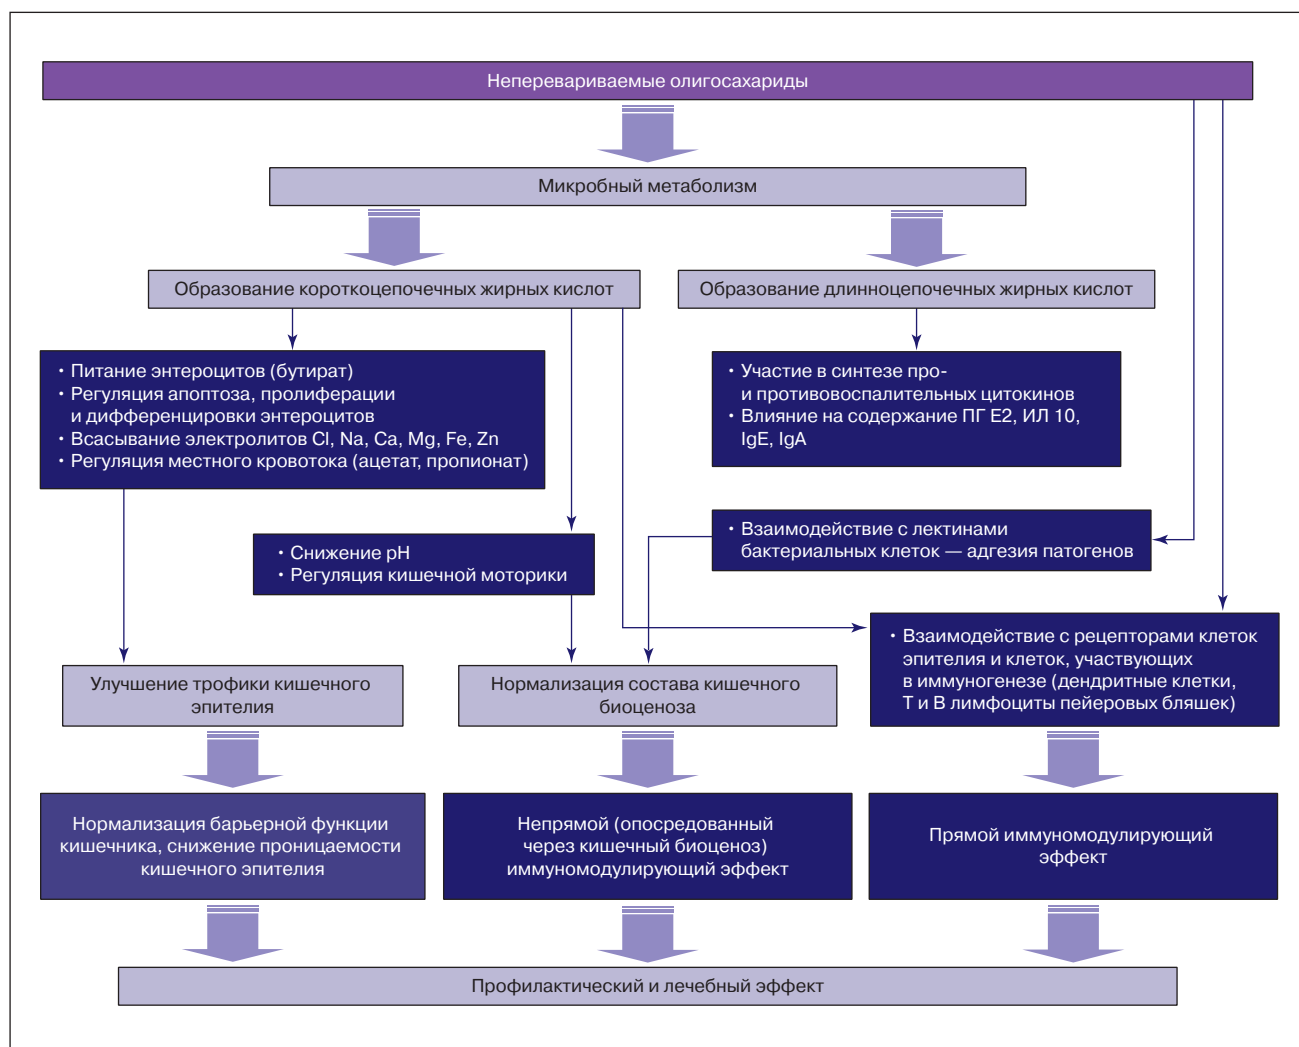 Неперевариваемые олигосахариды
Микробный метаболизм
Образование короткоцепочечных жирных кислот
Образование длинноцепочечных жирных кислот
• Питание энтероцитов (бутират)
• Регуляция апоптоза, пролиферации
и дифференцировки энтероцитов
• Всасывание электролитов Cl, Na, Ca, Mg, Fe, Zn
• Регуляция местного кровотока (ацетат, пропионат)
• Участие в синтезе про-
и противовоспалительных цитокинов
• Влияние на содержание ПГ Е2, ИЛ 10,
IgE, IgA
• Снижение рН
• Регуляция кишечной моторики
• Взаимодействие с лектинами
бактериальных клеток — адгезия патогенов
• Взаимодействие с рецепторами клеток
эпителия и клеток, участвующих
в иммуногенезе (дендритные клетки,
Т и В лимфоциты пейеровых бляшек)
Улучшение трофики кишечного
эпителия
Нормализация состава кишечного
биоценоза
Нормализация барьерной функции
кишечника, снижение проницаемости
кишечного эпителия
Непрямой (опосредованный
через кишечный биоценоз)
иммуномодулирующий эффект
Прямой иммуномодулирующий
эффект
Профилактический и лечебный эффект